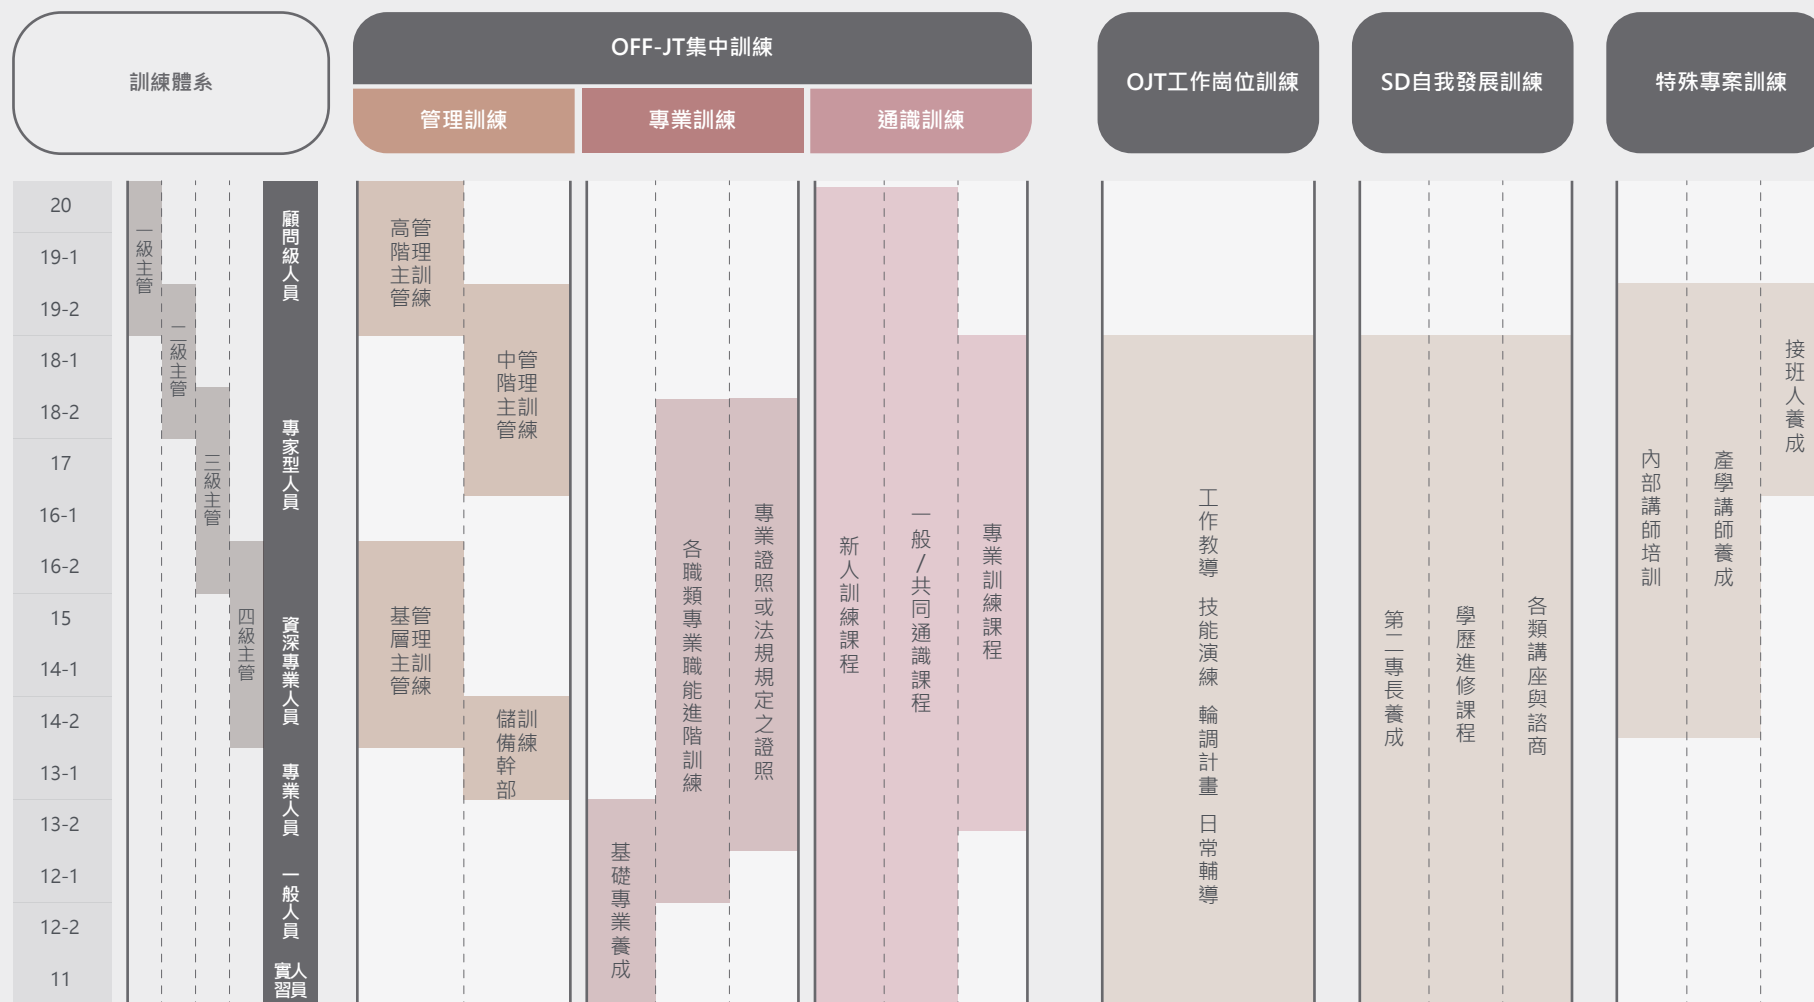 訓練體系
OFF-JT集中訓練
管理訓練
專業訓練
通識訓練
OJT工作崗位訓練
SD自我發展訓練
特殊專案訓練
20
19-1
19-2
18-1
18-2
17
16-1
16-2
15
14-1
14-2
13-1
13-2
12-1
12-2
11
一級主管
二級主管
三級主管
四級主管
顧問級人員
專家型人員
資深專業人員
專業人員
一般人員
實習人員
高階主管
管理訓練
中階主管
管理訓練
基層主管
管理訓練
儲備幹部
訓練
基礎專業養成
各職類專業職能進階訓練
專業證照或法規規定之證照
新人訓練課程
一般/共同通識課程
專業訓練課程
工作教導 技能演練 輪調計畫 日常輔導
第二專長養成
學歷進修課程
各類講座與諮商
內部講師培訓
產學講師養成
接班人養成